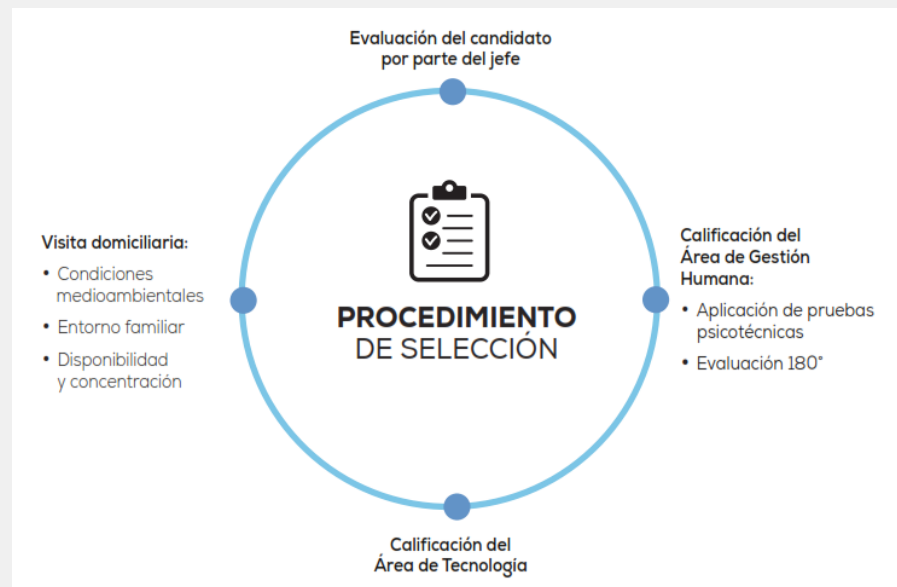 Evaluación del candidato
por parte del jefe
Calificación del
Área de Gestión
Humana:
• Aplicación de pruebas
psicotécnicas
• Evaluación 180°
Calificación del
Área de Tecnología
Visita domiciliaria:
• Condiciones
medioambientales
• Entorno familiar
• Disponibilidad
y concentración
PROCEDIMIENTO
DE SELECCIÓN